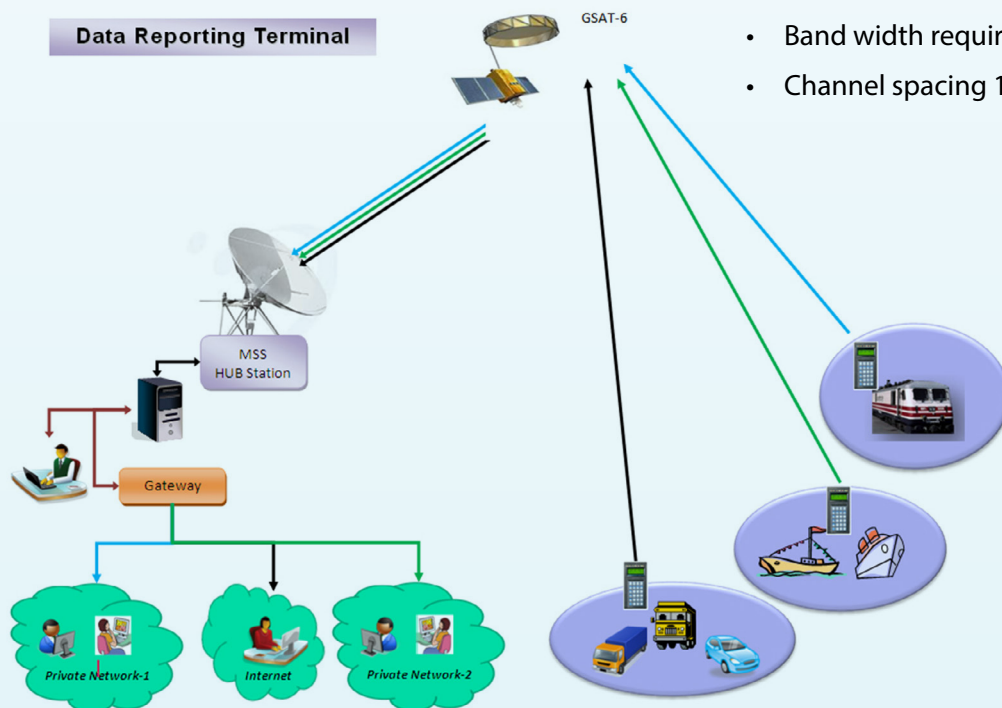 Data Reporting Terminal
GSAT-6
• Band width requir
• Channel spacing 1
MSS
HUB Station
Gateway
Private Network-1
Internet
Private Network-2